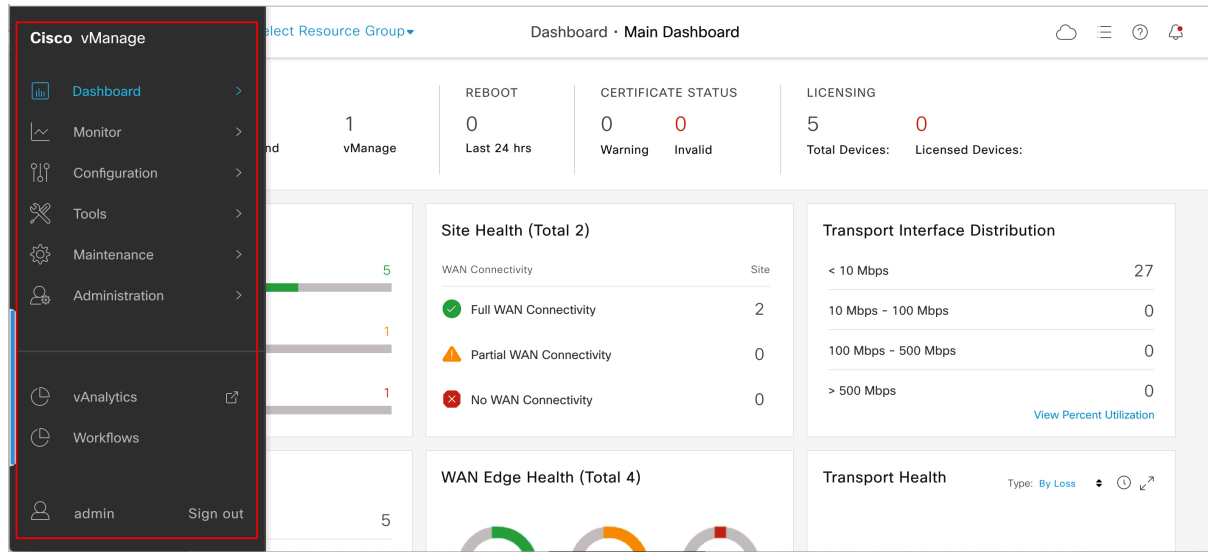 Cisco vManage
Dashboard
Monitor
Configuration
Tools
Maintenance
Administration
vAnalytics
Workflows
admin Sign out
elect Resource Group
Dashboard · Main Dashboard
nd
1
vManage
REBOOT
0
Last 24 hrs
CERTIFICATE STATUS
0 0
Warning Invalid
LICENSING
5 0
Total Devices: Licensed Devices:
5
1
1
Site Health (Total 2)
WAN Connectivity Site
Full WAN Connectivity 2
Partial WAN Connectivity 0
No WAN Connectivity 0
Transport Interface Distribution
< 10 Mbps 27
10 Mbps - 100 Mbps 0
100 Mbps - 500 Mbps 0
> 500 Mbps 0
View Percent Utilization
5
WAN Edge Health (Total 4)
Transport Health Type: By Loss